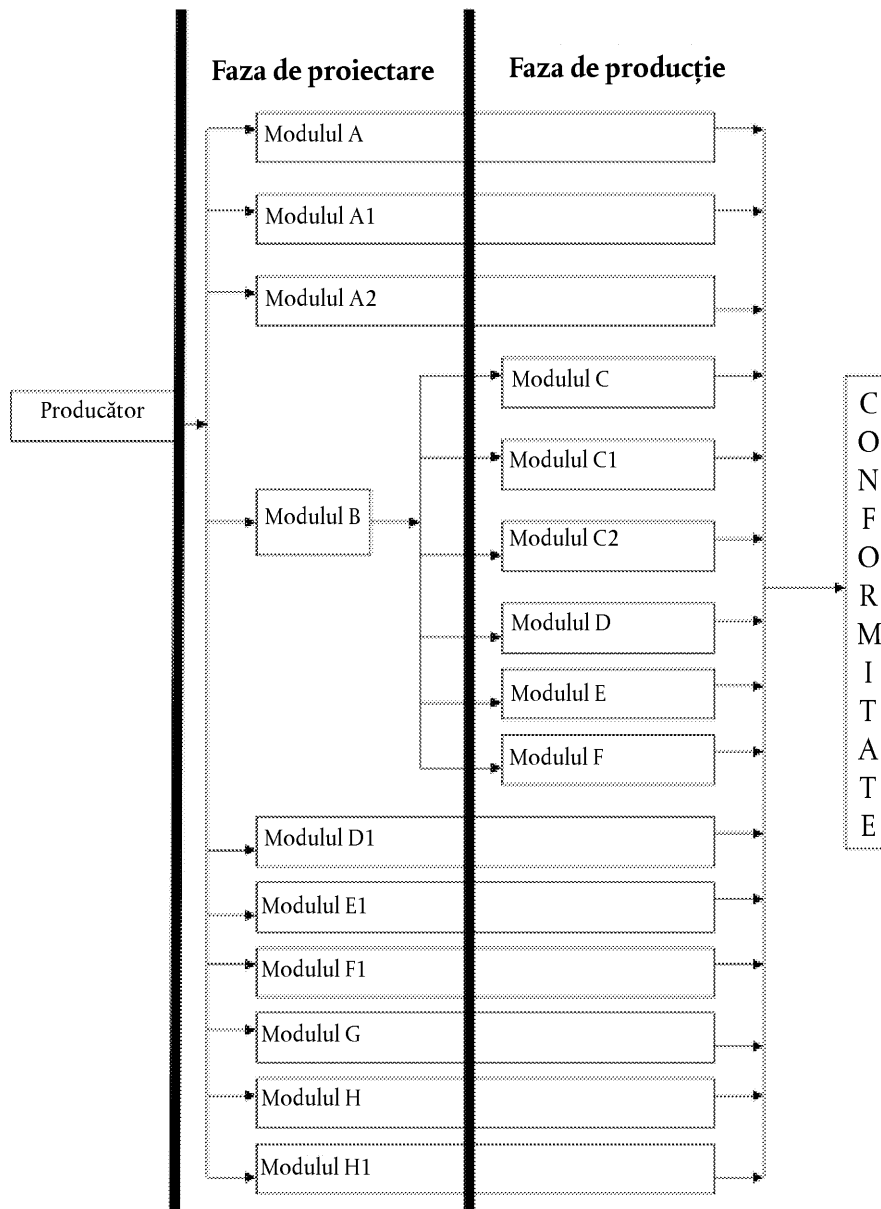 Faza de proiectare
Faza de producție
Modulul A
Modulul A1
Modulul A2
Producător
Modulul B
Modulul C
Modulul C1
Modulul C2
Modulul D
Modulul E
Modulul F
Modulul D1
Modulul E1
Modulul F1
Modulul G
Modulul H
Modulul H1
C
O
N
F
O
R
M
I
T
A
T
E